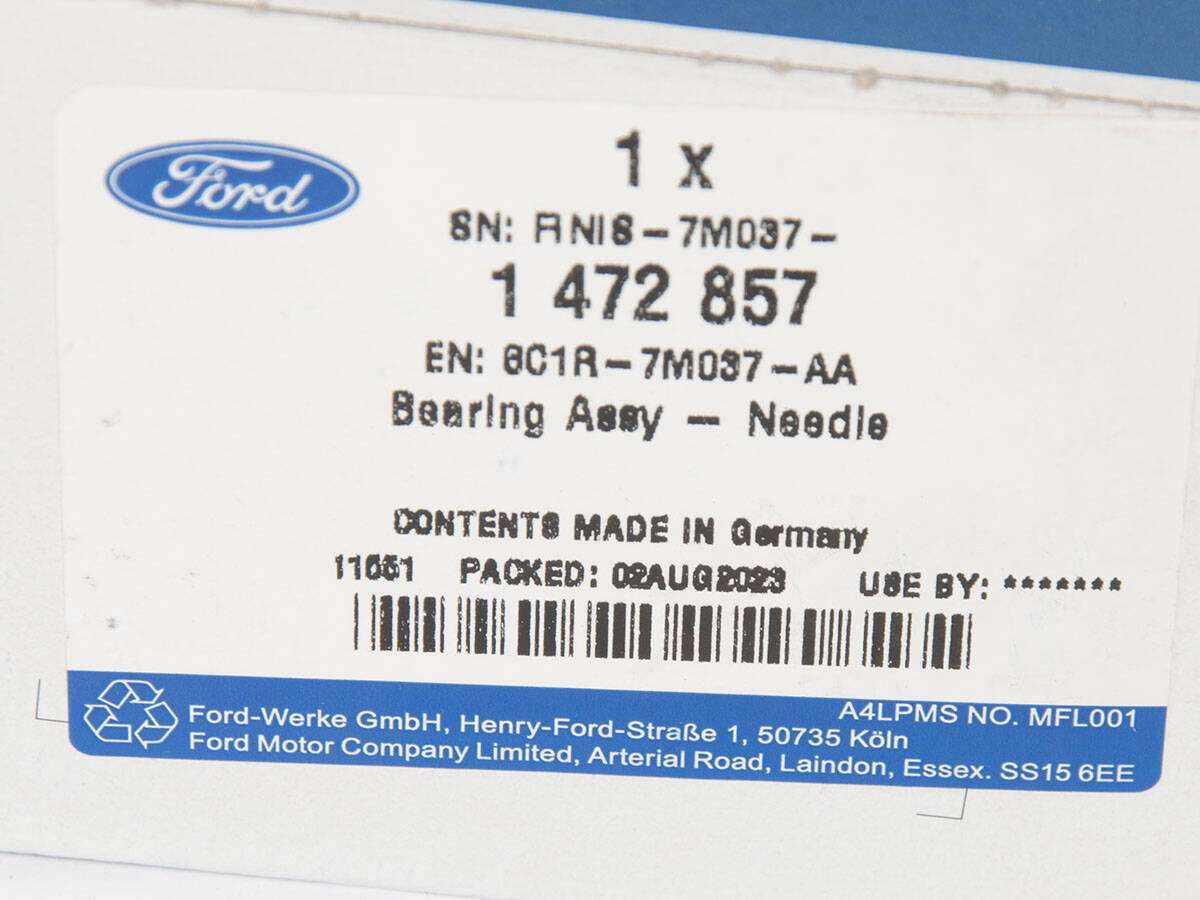 Ford
1 x
SN: FINIS-7M037-
1 472 857
EN: 6C1R-7M037-AA
Bearing Assy - Needle
CONTENTS MADE IN Germany
PACKED: 02AUG2023 USE BY: *******
A4LPMS NO. MFL001
Ford-Werke GmbH, Henry-Ford-Straße 1, 50735 Köln
Ford Motor Company Limited, Arterial Road, Laindon, Essex. SS15 6EE